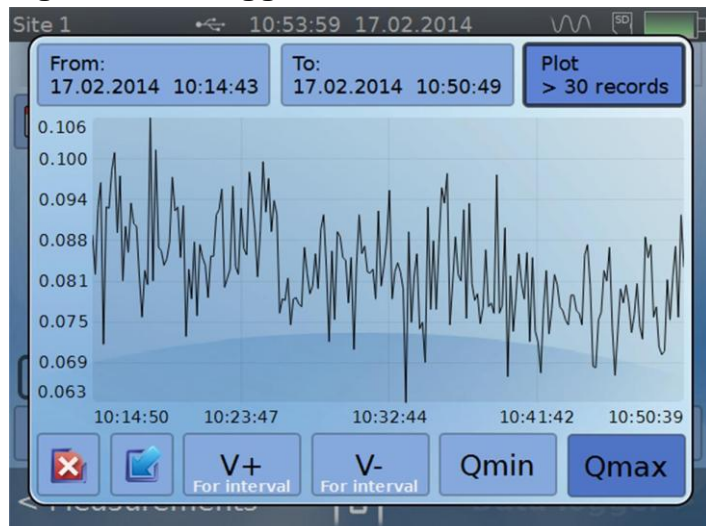 Site 1 10:53:59 17.02.2014 SD
From: To: Plot
17.02.2014 10:14:43 17.02.2014 10:50:49 > 30 records
0.106
0.100
0.094
0.088
0.081
0.075
0.069
0.063
10:14:50 10:23:47 10:32:44 10:41:42 10:50:39
V+ V- Qmin Qmax
For interval For interval
< Measurements